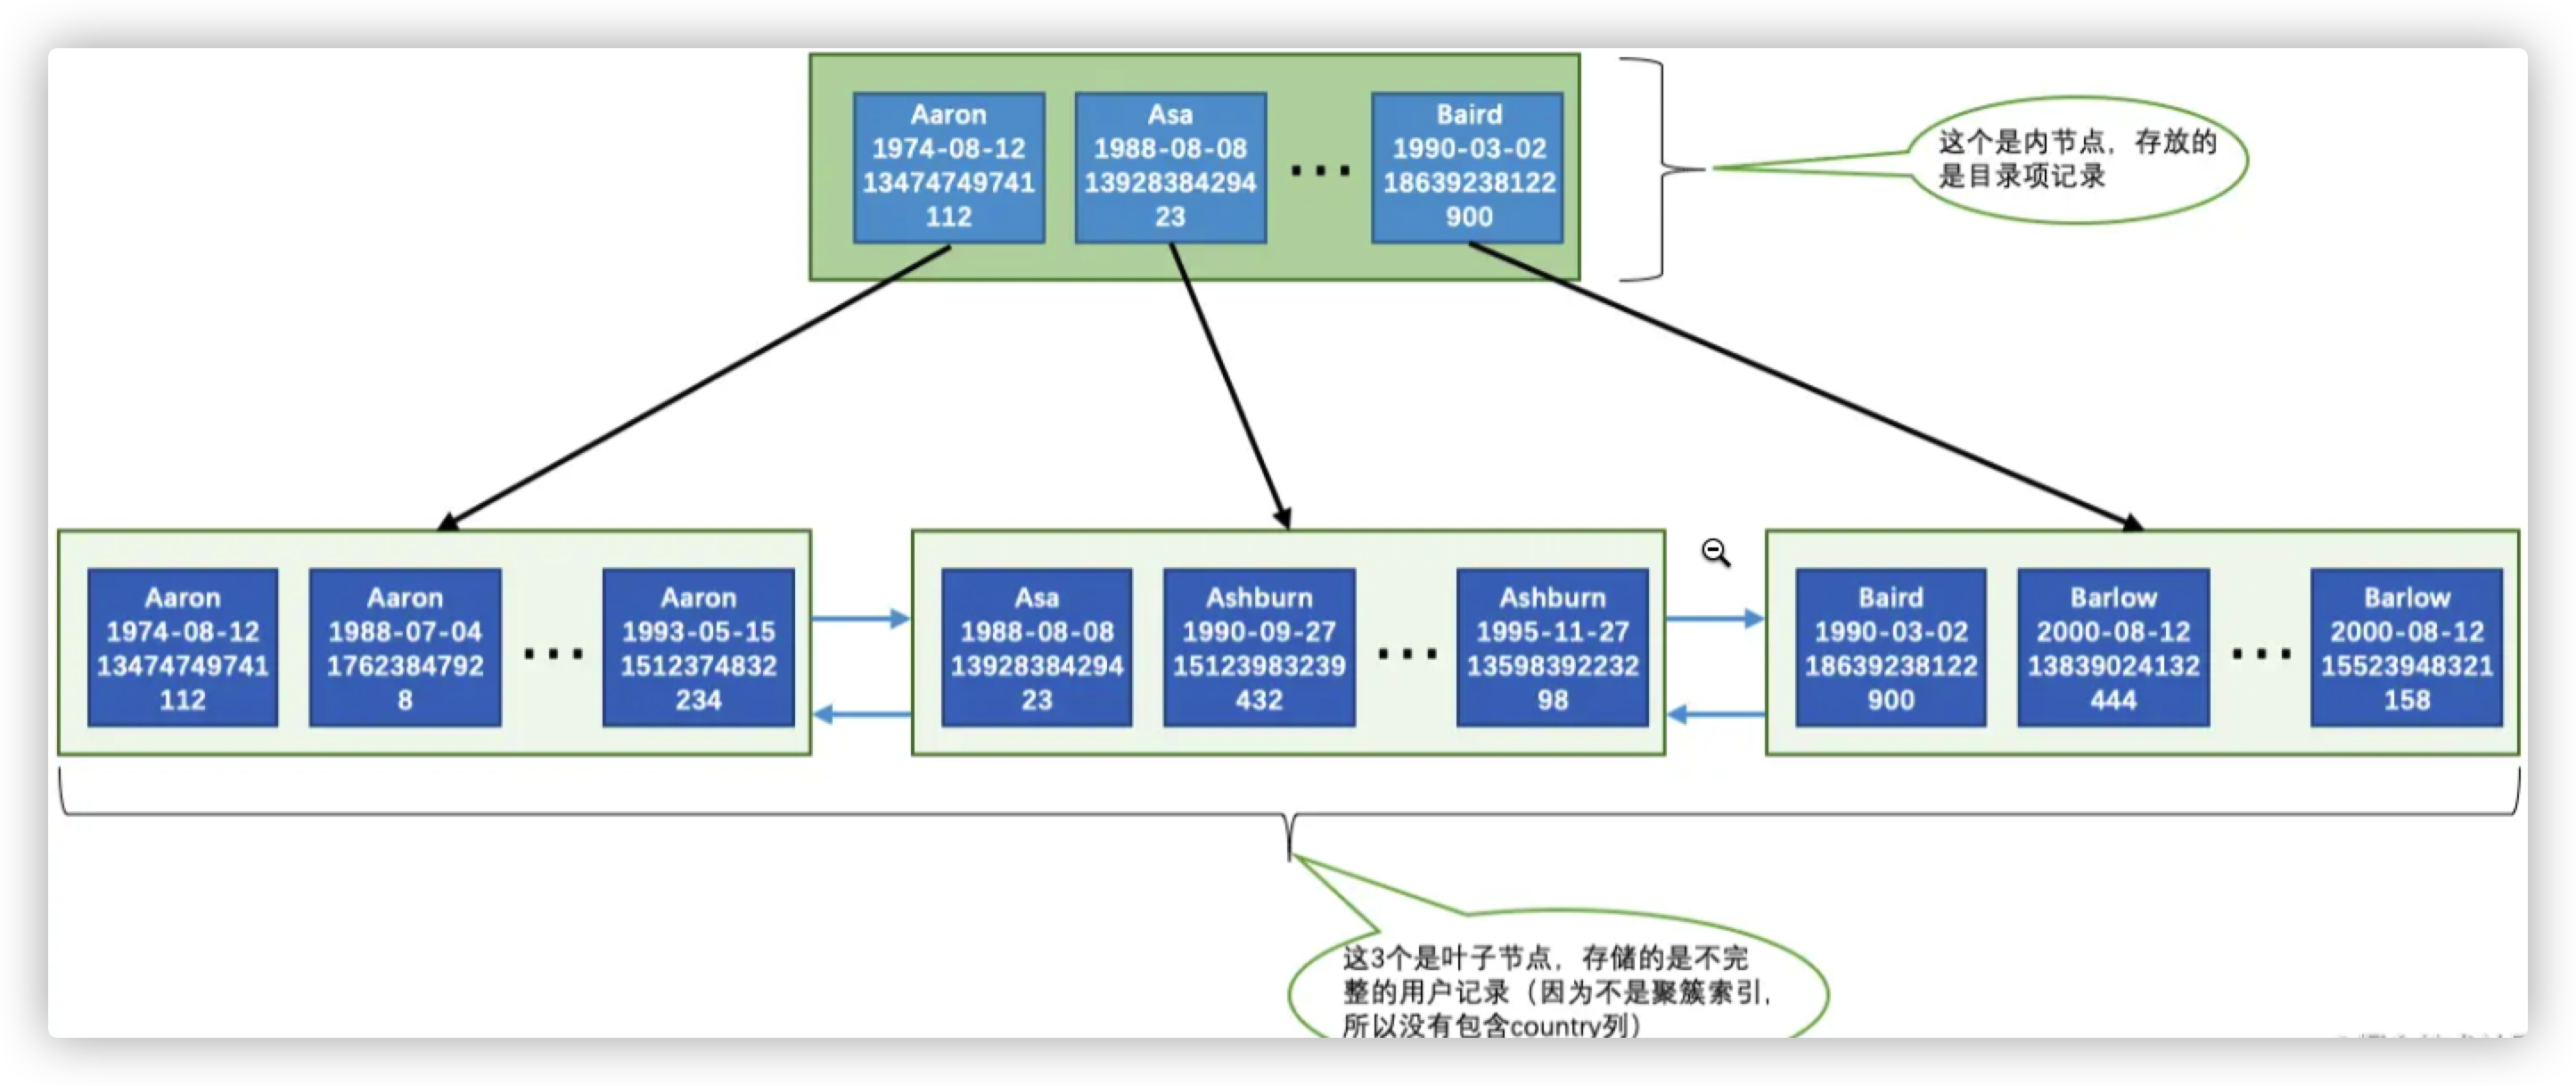 Aaron
1974-08-12
13474749741
112
Asa
1988-08-08
13928384294
23
Baird
1990-03-02
18639238122
900
这个是内节点，存放的
是目录项记录
Aaron
1974-08-12
13474749741
112
Aaron
1988-07-04
1762384792
8
Aaron
1993-05-15
1512374832
234
Asa
1988-08-08
13928384294
23
Ashburn
1990-09-27
15123983239
432
Ashburn
1995-11-27
13598392232
98
Baird
1990-03-02
18639238122
900
Barlow
2000-08-12
13839024132
444
Barlow
2000-08-12
15523948321
158
这3个是叶子节点，存储的是不完
整的用户记录（因为不是聚簇索引，
所以没有包含country列）